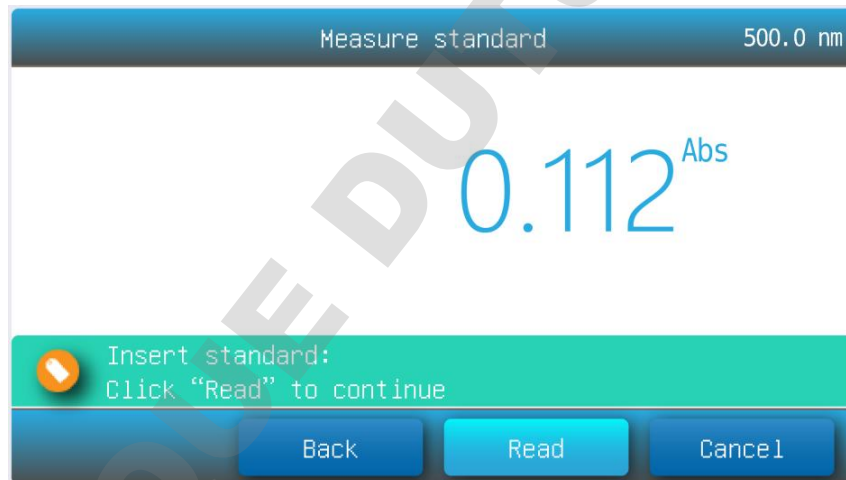 Measure standard
500.0 nm
0.112 Abs
Insert standard:
Click “Read” to continue
Back
Read
Cancel